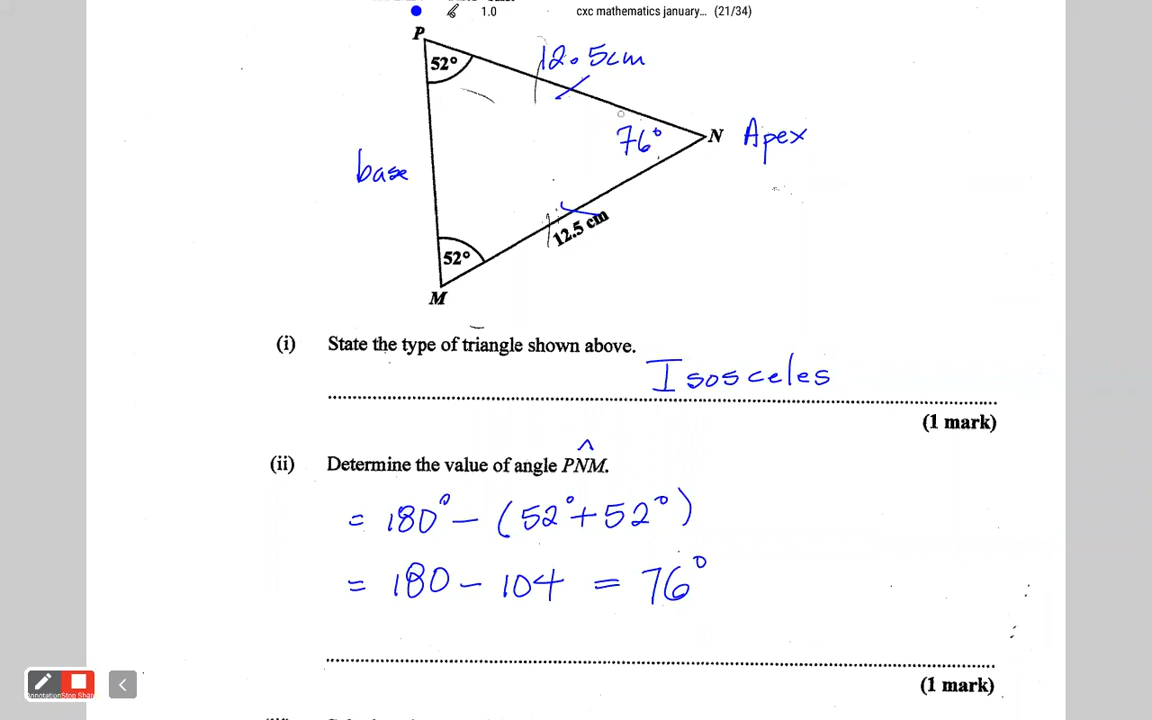 1.0 cxc mathematics january... (21/34)
P
52°
12.5cm
76°
N Apex
base
12.5 cm
52°
M
(i) State the type of triangle shown above.
Isosceles
(1 mark)
(ii) Determine the value of angle PNM.
= 180° - (52° + 52°)
= 180 - 104 = 76°
(1 mark)